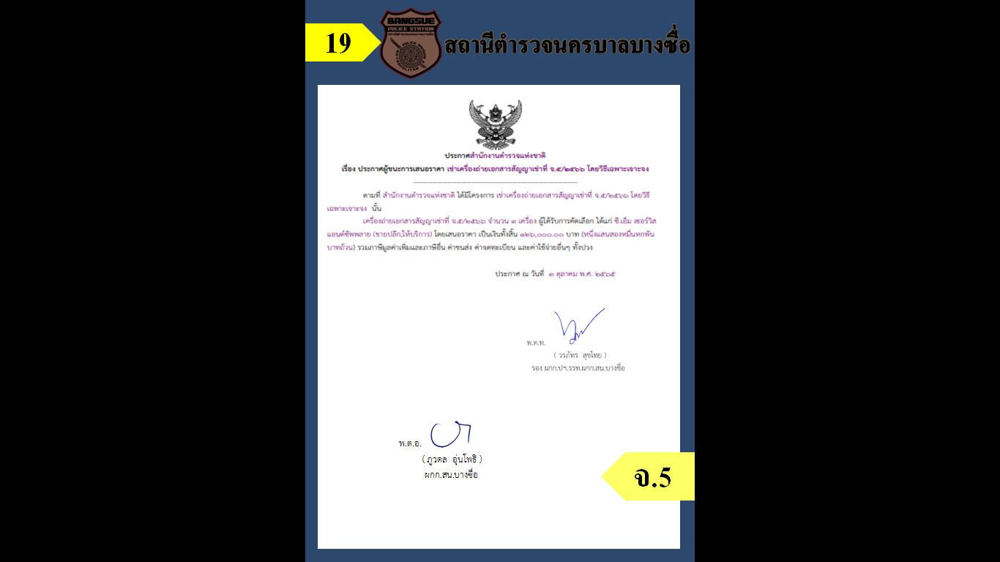 19
BANGSUE
POLICE STATION
สถานีตำรวจนครบาลบางซื่อ
สถานีตำรวจนครบาลบางซื่อ
ประกาศสำนักงานตำรวจแห่งชาติ
เรื่อง ประกาศผู้ชนะการเสนอราคา เช่าเครื่องถ่ายเอกสารสัญญาเช่าที่ จ.๕/๒๕๖๖ โดยวิธีเฉพาะเจาะจง
ตามที่ สำนักงานตำรวจแห่งชาติ ได้มีโครงการ เช่าเครื่องถ่ายเอกสารสัญญาเช่าที่ จ.๕/๒๕๖๖ โดยวิธี
เฉพาะเจาะจง นั้น
เครื่องถ่ายเอกสารสัญญาเช่าที่ จ.๕/๒๕๖๖ จำนวน ๓ เครื่อง ผู้ได้รับการคัดเลือก ได้แก่ ซี.เอ็ม เซอร์วิส
แอนด์ซัพพลาย (ขายปลีก,ให้บริการ) โดยเสนอราคา เป็นเงินทั้งสิ้น ๑๒๖,๐๐๐.๐๐ บาท (หนึ่งแสนสองหมื่นหกพัน
บาทถ้วน) รวมภาษีมูลค่าเพิ่มและภาษีอื่น ค่าขนส่ง ค่าจดทะเบียน และค่าใช้จ่ายอื่นๆ ทั้งปวง
ประกาศ ณ วันที่ ๓ ตุลาคม พ.ศ. ๒๕๖๕
พ.ต.ท.
( วรภัทร สุขไทย )
รอง ผกก.ปฯ.รรท.ผกก.สน.บางซื่อ
พ.ต.อ.
( ภูวดล อุ่นโพธิ )
ผกก.สน.บางซื่อ
จ.5